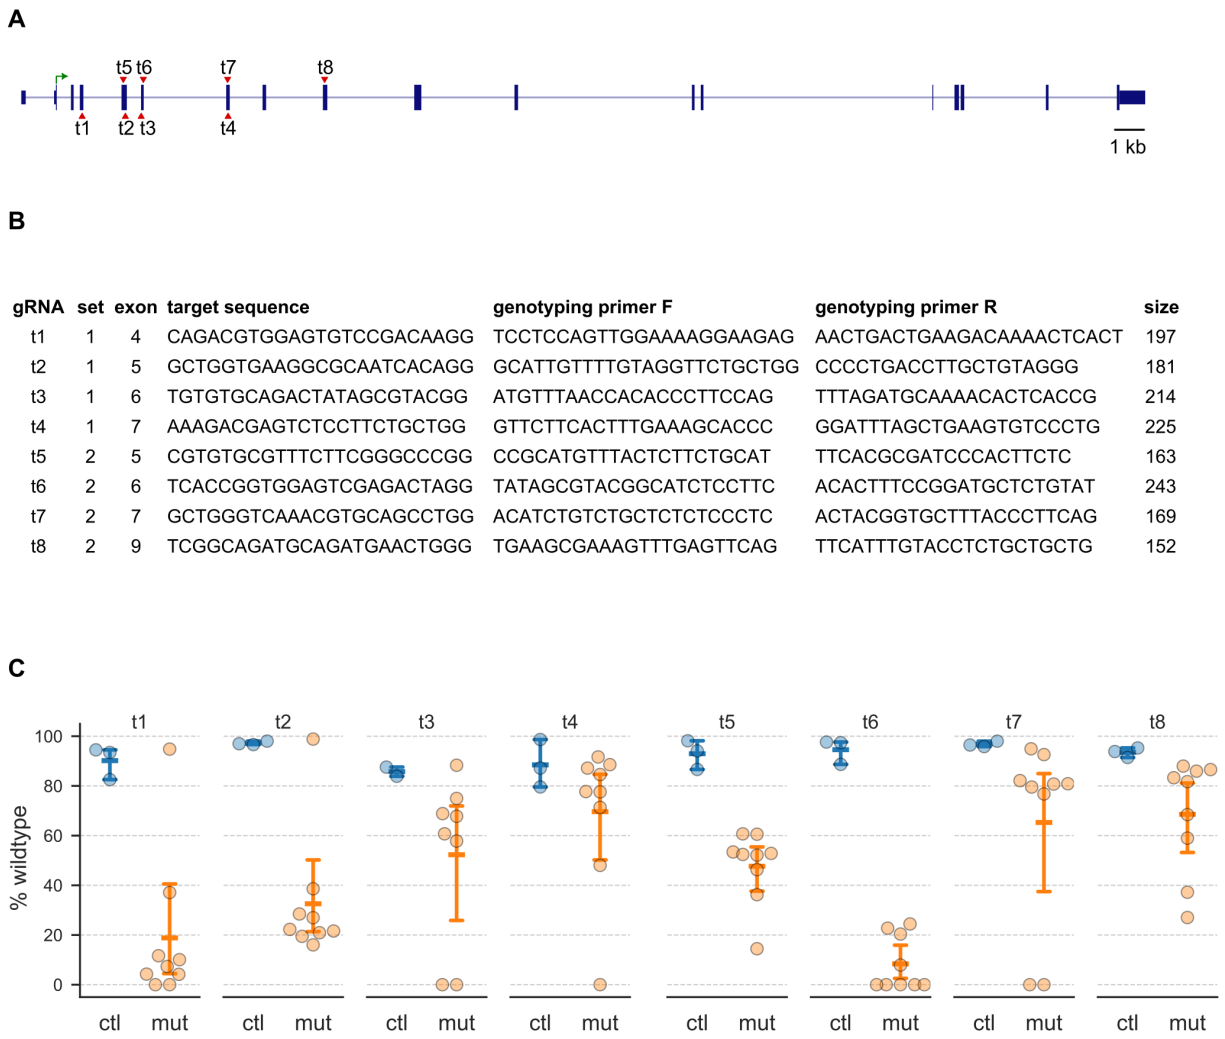 A
t5 t6 t7 t8
t1 t2 t3 t4
1 kb
B
gRNA set exon target sequence genotyping primer F genotyping primer R size
t1 1 4 CAGACGTGGAGTGTCCGACAAGG TCCTCCAGTTGGAAAAGGAAGAG AACTGACTGAAGACAAAACTCACT 197
t2 1 5 GCTGGTGAAGGCGCAATCACAGG GCATTGTTTTGTAGGTTCTGCTGG CCCCTGACCTTGCTGTAGGG 181
t3 1 6 TGTGTGCAGACTATAGCGTACGG ATGTTTAACCACACCCTTCCAG TTTAGATGCAAAACACTCACCG 214
t4 1 7 AAAGACGAGTCTCCTTCTGCTGG GTTCTTCACTTTGAAAGCACCC GGATTTAGCTGAAGTGTCCCTG 225
t5 2 5 CGTGTGCGTTTCTTCGGGCCCGG CCGCATGTTTACTCTTCTGCAT TTCACGCGATCCCACTTCTC 163
t6 2 6 TCACCGGTGGAGTCGAGACTAGG TATAGCGTACGGCATCTCCTTC ACACTTTCCGGATGCTCTGTAT 243
t7 2 7 GCTGGGTCAAACGTGCAGCCTGG ACATCTGTCTGCTCTCTCCCTC ACTACGGTGCTTTACCCTTCAG 169
t8 2 9 TCGGCAGATGCAGATGAACTGGG TGAAGCGAAAGTTTGAGTTCAG TTCATTTGTACCTCTGCTGCTG 152
C
t1 t2 t3 t4 t5 t6 t7 t8
% wildtype
100
80
60
40
20
0
ctl mut ctl mut ctl mut ctl mut ctl mut ctl mut ctl mut ctl mut